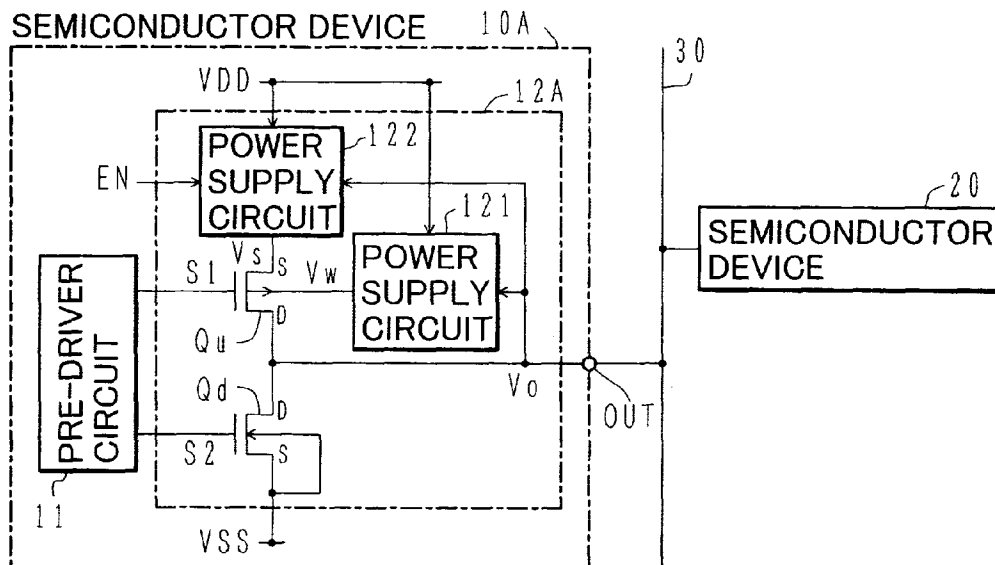 SEMICONDUCTOR DEVICE
10A
30
VDD
12A
POWER
SUPPLY
CIRCUIT
122
EN
121
20
POWER
SUPPLY
CIRCUIT
SEMICONDUCTOR
DEVICE
Vs
S
S1
Vw
D
Qu
PRE-DRIVER
CIRCUIT
Qd
D
Vo
OUT
S2
S
11
VSS